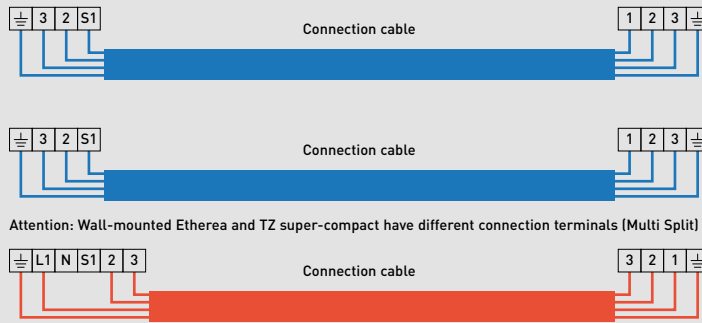 ⏚ 3 2 S1 Connection cable 1 2 3 ⏚
⏚ 3 2 S1 Connection cable 1 2 3 ⏚
Attention: Wall-mounted Etherea and TZ super-compact have different connection terminals (Multi Split)
⏚ L1 N S1 2 3 Connection cable 3 2 1 ⏚